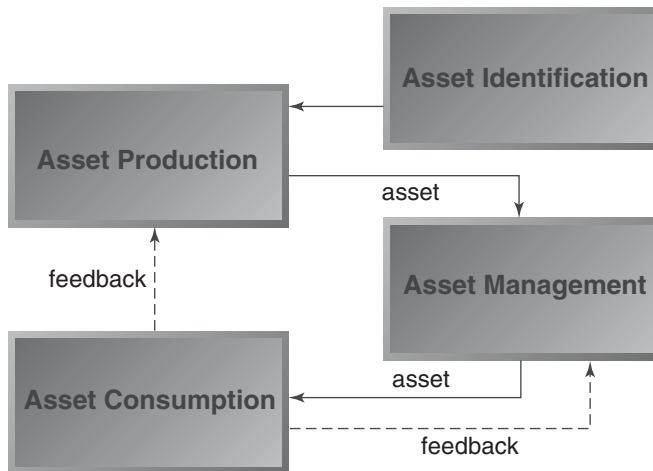 Asset Identification
Asset Production
asset
feedback
Asset Management
asset
Asset Consumption
feedback